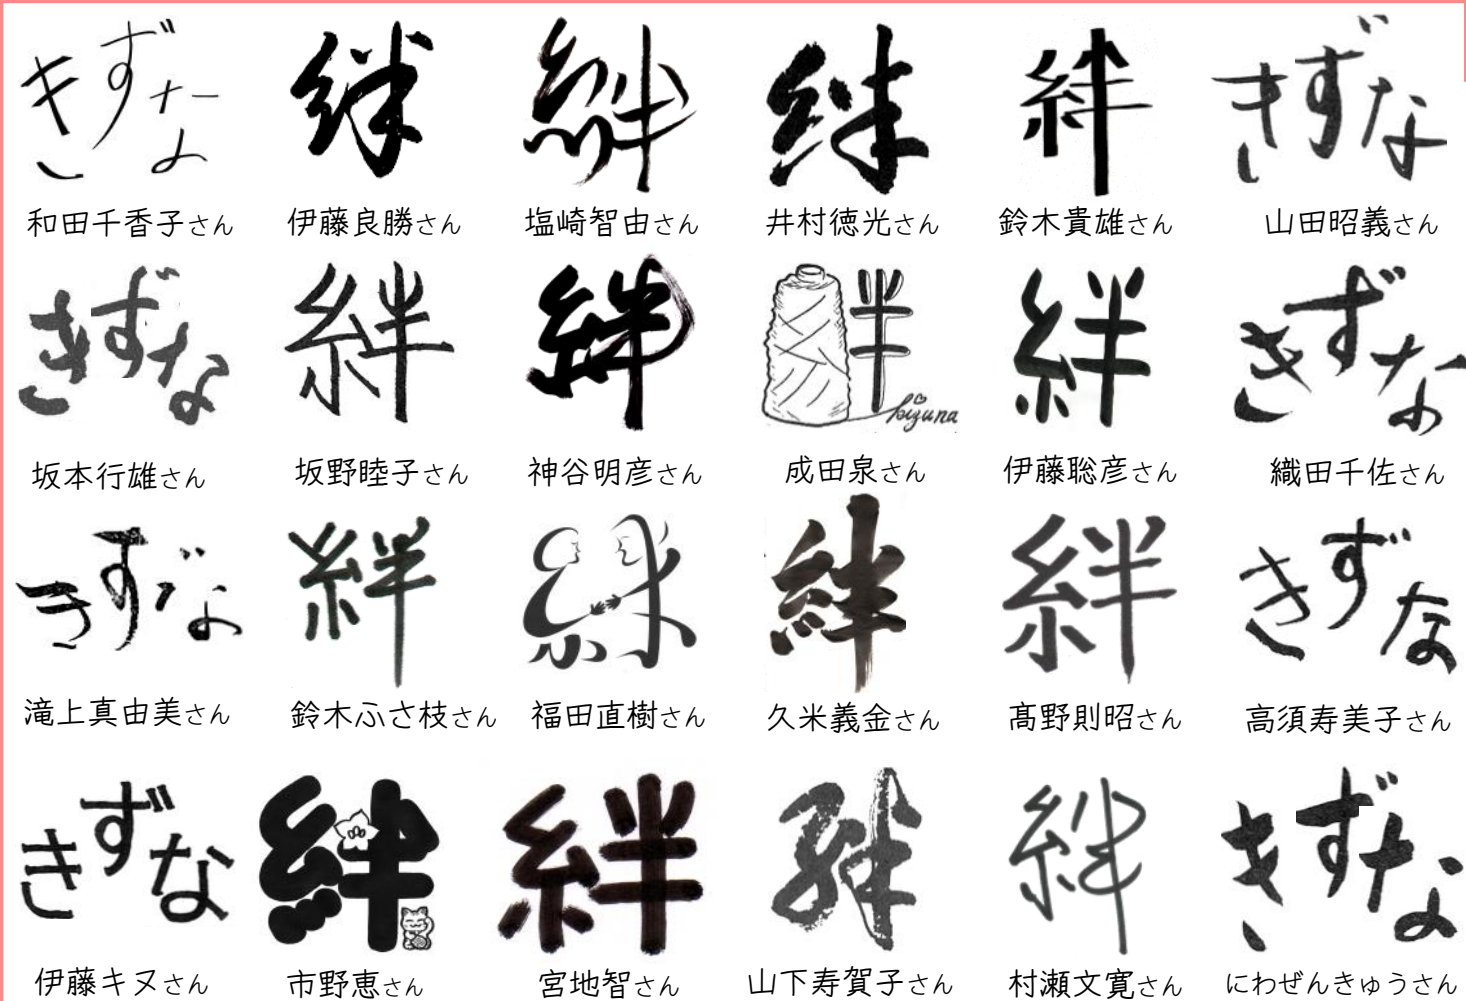 きずな 絆 絆 絆 絆 きずな
和田千香子さん 伊藤良勝さん 塩崎智由さん 井村徳光さん 鈴木貴雄さん 山田昭義さん
きずな 絆 絆 半 kizuna 絆 きずな
坂本行雄さん 坂野睦子さん 神谷明彦さん 成田泉さん 伊藤聡彦さん 織田千佐さん
きずな 絆 絆 絆 絆 きずな
滝上真由美さん 鈴木ふさ枝さん 福田直樹さん 久米義金さん 髙野則昭さん 高須寿美子さん
きずな 絆 絆 絆 絆 きずな
伊藤キヌさん 市野恵さん 宮地智さん 山下寿賀子さん 村瀬文寛さん にわぜんきゅうさん